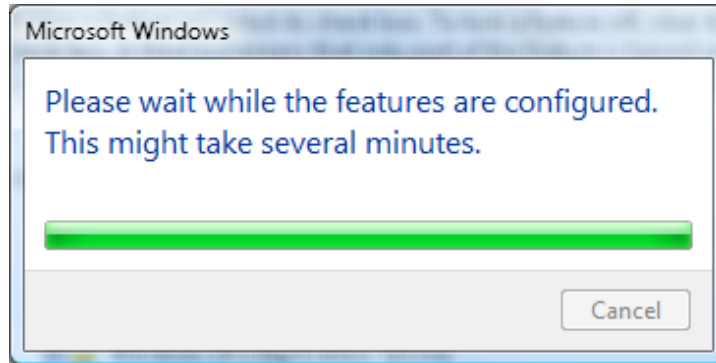 Microsoft Windows
Please wait while the features are configured.
This might take several minutes.
Cancel